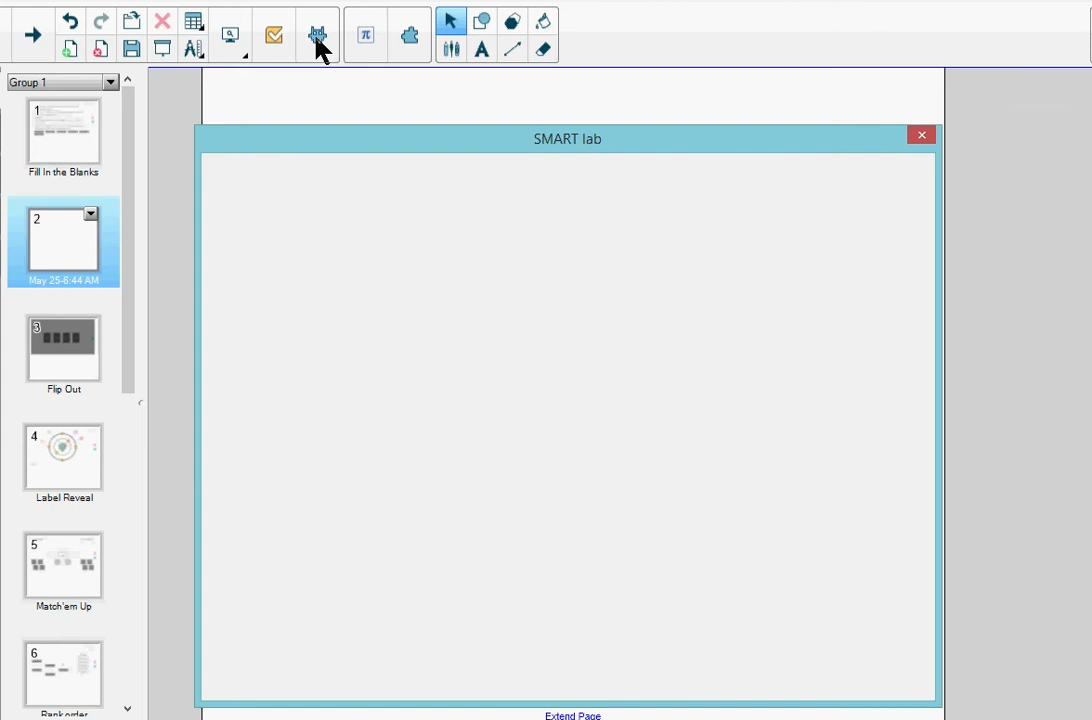 π
A
Group 1
1
Fill In the Blanks
SMART lab
2
May 25-6:44 AM
3
Flip Out
4
Label Reveal
5
Match'em Up
6
Rank order
Extend Page